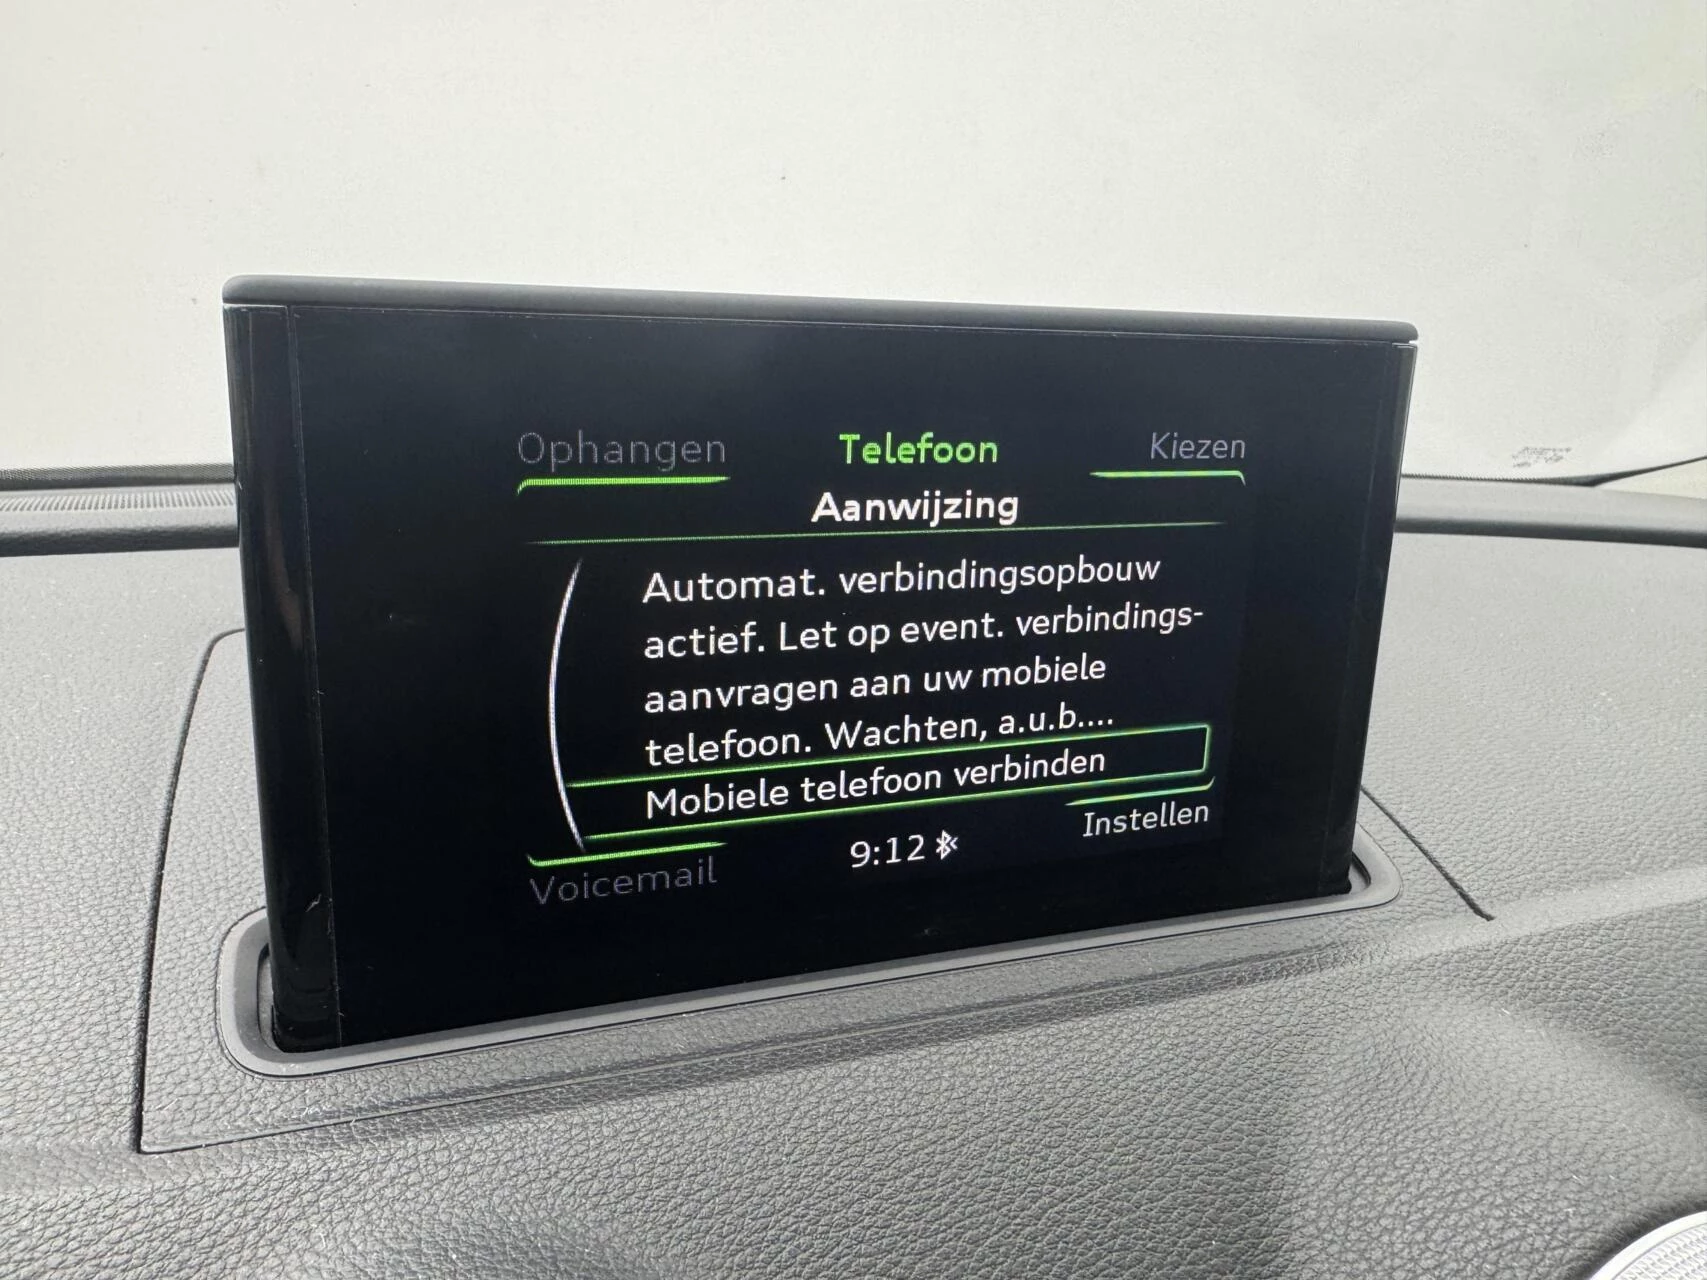 Ophangen Telefoon Kiezen
Aanwijzing
Automat. verbindingsopbouw
actief. Let op event. verbindings-
aanvragen aan uw mobiele
telefoon. Wachten, a.u.b....
Mobiele telefoon verbinden
Instellen
9:12
Voicemail